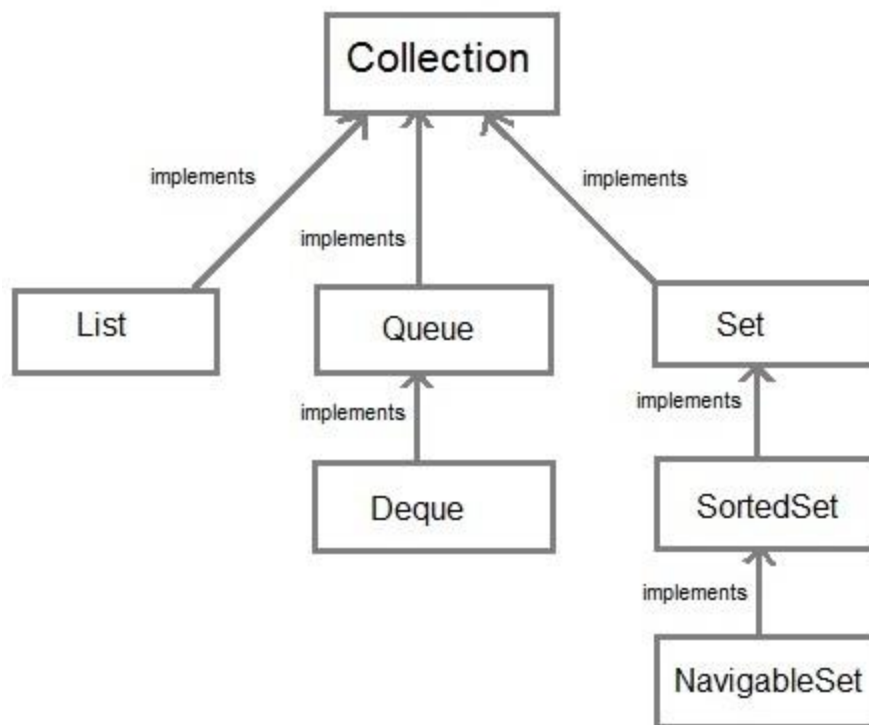 Collection
implements
implements
implements
List
Queue
Set
implements
implements
Deque
SortedSet
implements
NavigableSet